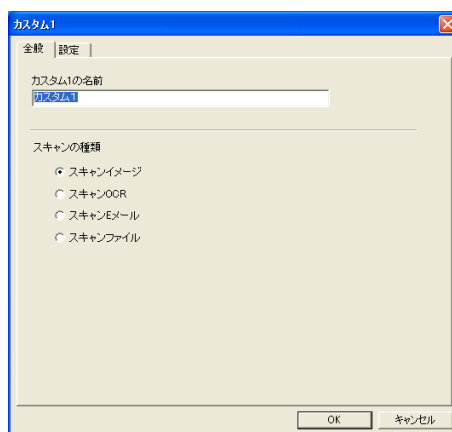 カスタム1
全般 設定
カスタム1の名前
カスタム1
スキャンの種類
スキャンイメージ
スキャンOCR
スキャンEメール
スキャンファイル
OK キャンセル